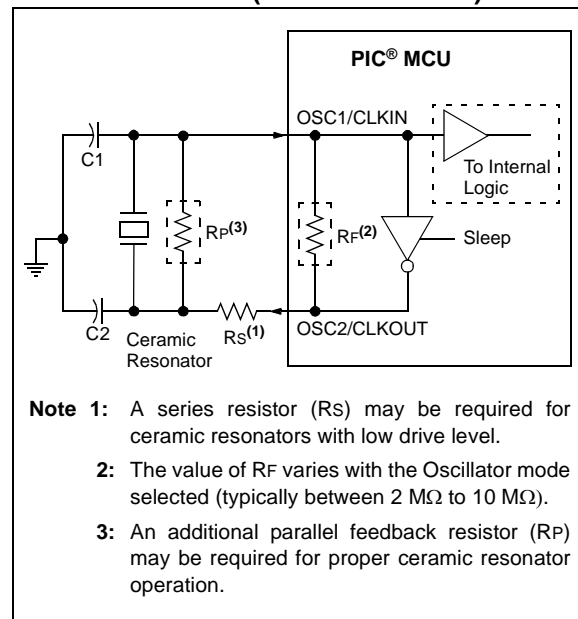 PIC® MCU
OSC1/CLKIN
C1
To Internal
Logic
RP(3)
RF(2)
Sleep
C2
Ceramic
Resonator
RS(1)
OSC2/CLKOUT
Note 1: A series resistor (RS) may be required for
ceramic resonators with low drive level.
2: The value of RF varies with the Oscillator mode
selected (typically between 2 MΩ to 10 MΩ).
3: An additional parallel feedback resistor (RP)
may be required for proper ceramic resonator
operation.